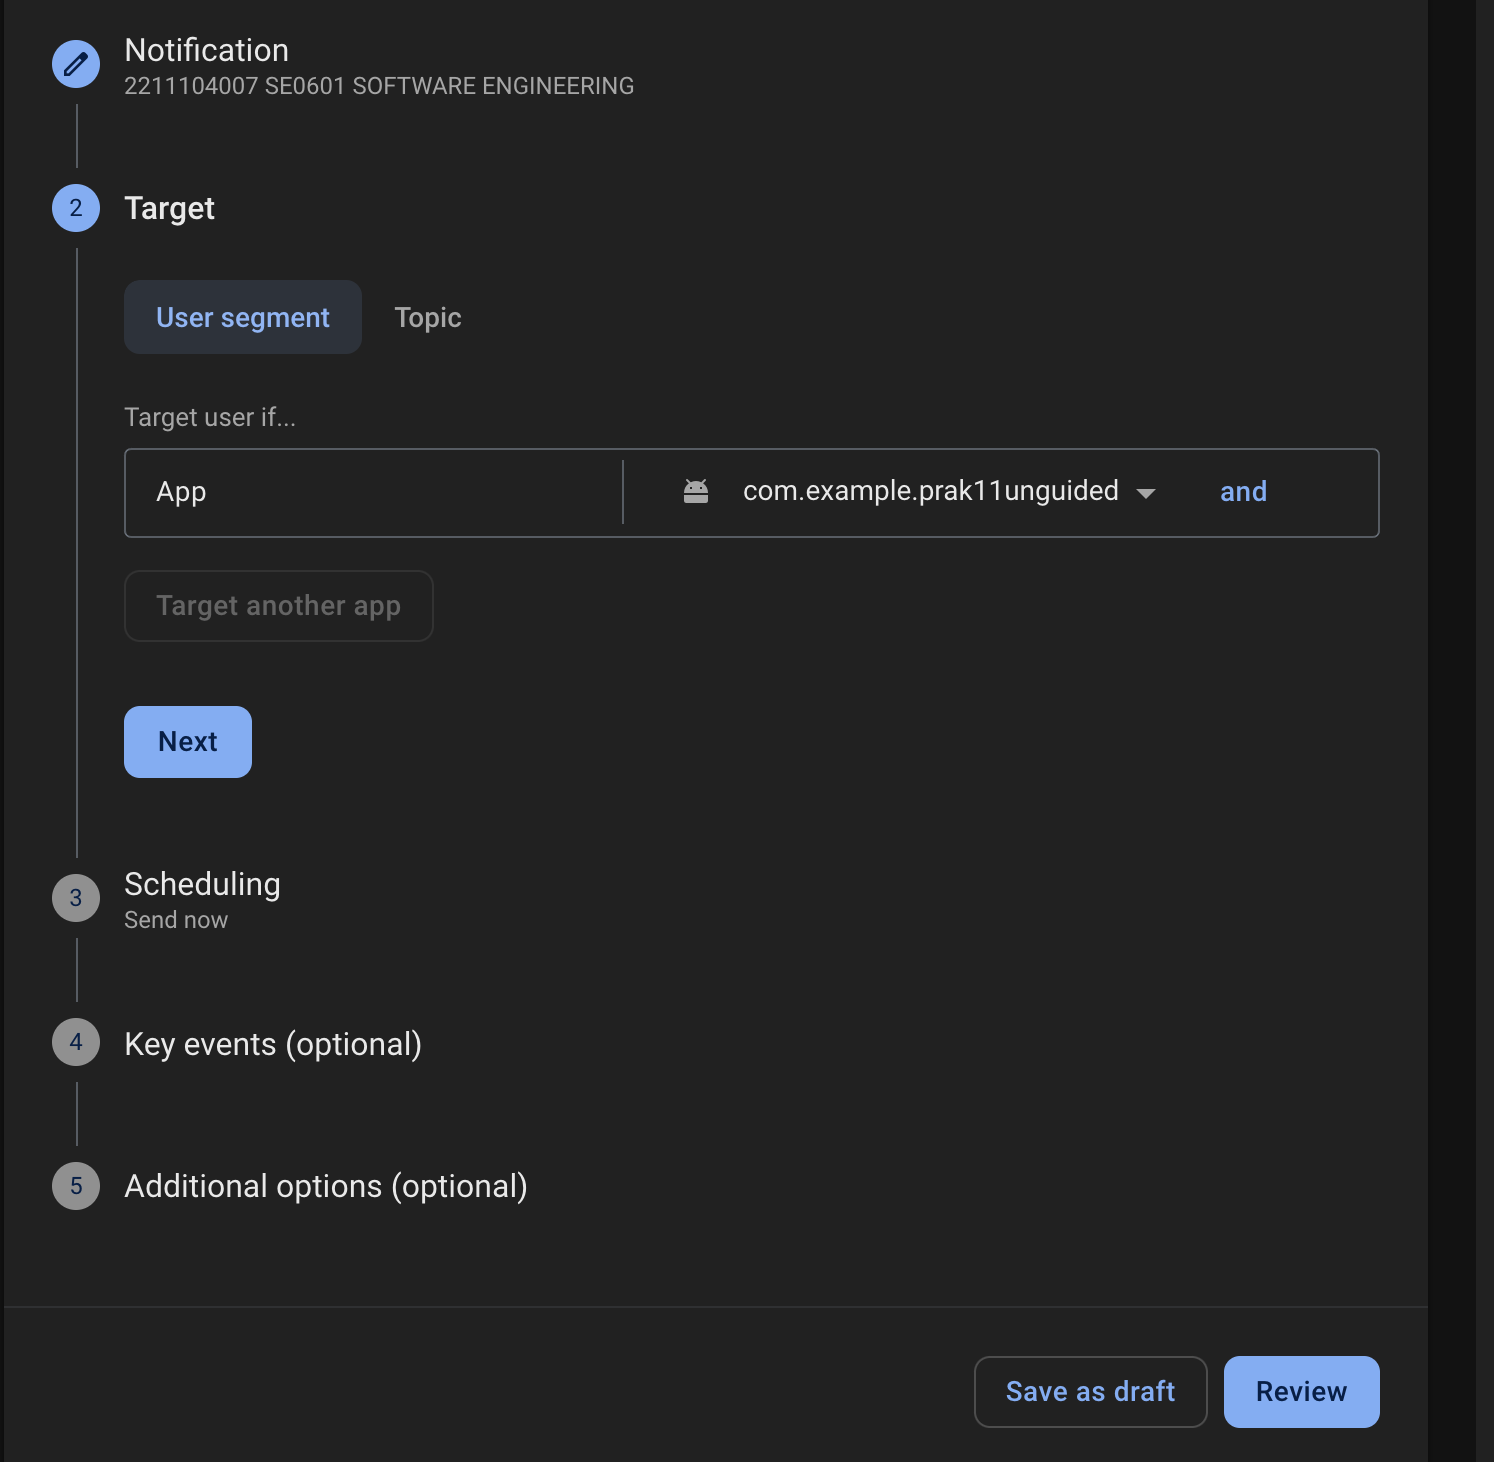 Notification
2211104007 SE0601 SOFTWARE ENGINEERING
2 Target
User segment Topic
Target user if...
App com.example.prak11unguided and
Target another app
Next
3 Scheduling
Send now
4 Key events (optional)
5 Additional options (optional)
Save as draft Review